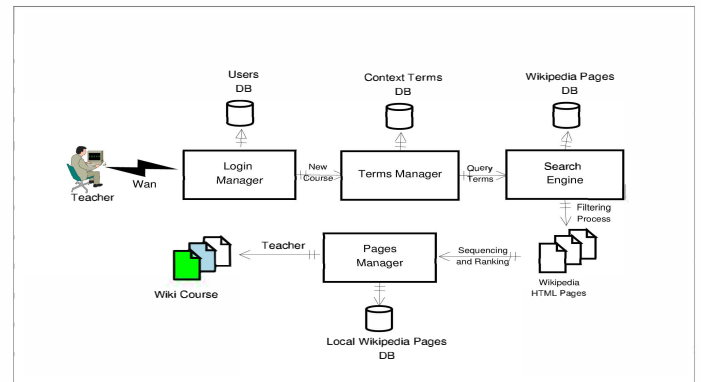 Users
DB
Context Terms
DB
Wikipedia Pages
DB
Teacher
Wan
Login
Manager
New
Course
Terms Manager
Query
Terms
Search
Engine
Filtering
Process
Wiki Course
Teacher
Pages
Manager
Sequencing
and Ranking
Wikipedia
HTML Pages
Local Wikipedia Pages
DB